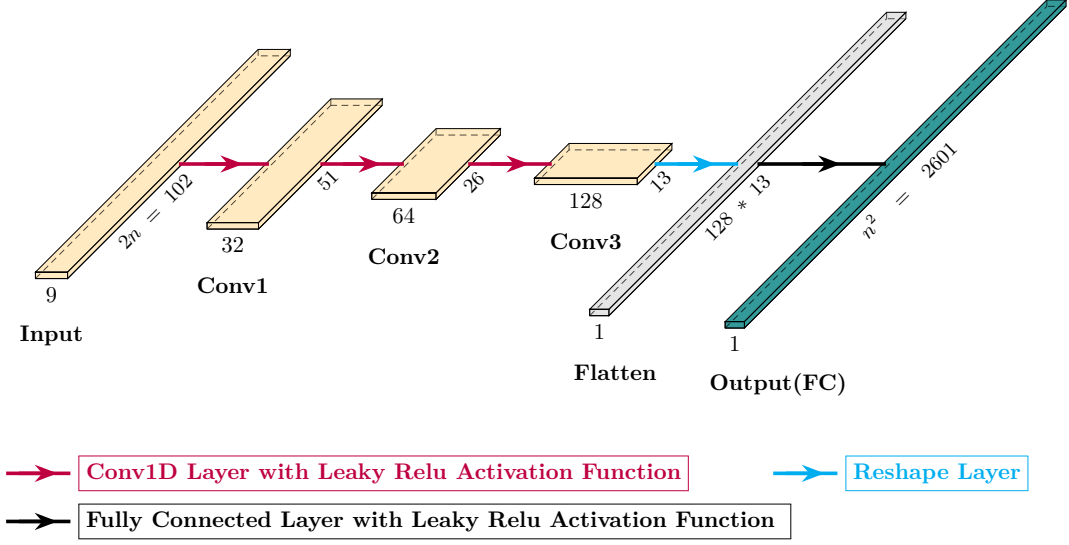 2n = 102
9
Input
51
32
Conv1
26
64
Conv2
13
128
Conv3
128 * 13
1
Flatten
n² = 2601
1
Output(FC)
Conv1D Layer with Leaky Relu Activation Function
Reshape Layer
Fully Connected Layer with Leaky Relu Activation Function